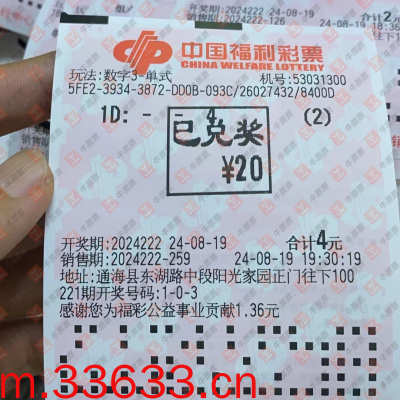 24-08-19
合计2元
销售期:2024222-126
中国福利彩票
CHINA WELFARE LOTTERY
玩法:数字3-单式 机号:53031300
5FE2-3934-3872-DD0B-093C/26027432/8400D
1D: - - 4 (2)
已兑奖
¥20
开奖期:2024222 24-08-19 合计4元
销售期:2024222-259 24-08-19 19:30:19
地址:通海县东湖路中段阳光家园正门往下100
221期开奖号码:1-0-3
感谢您为福彩公益事业贡献1.36元
m.33633.cn